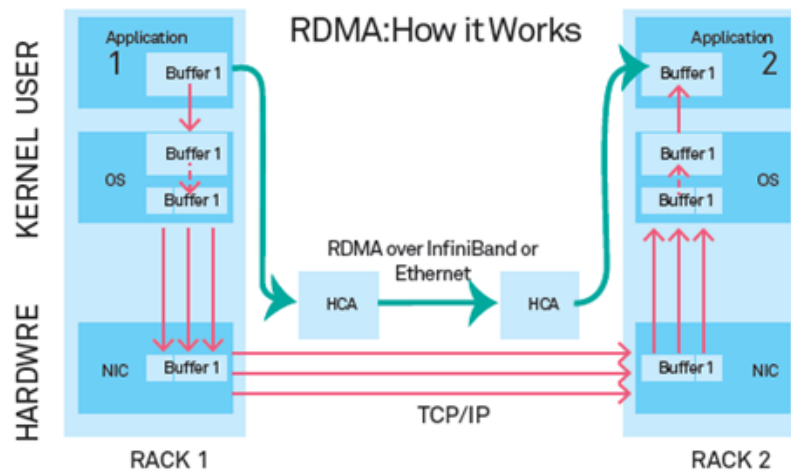 RDMA:How it Works
USER
KERNEL
HARDWRE
Application
1
Buffer 1
OS
Buffer 1
Buffer 1
NIC
Buffer 1
RACK 1
RDMA over InfiniBand or
Ethernet
HCA
HCA
TCP/IP
Application
2
Buffer 1
Buffer 1
OS
Buffer 1
Buffer 1
NIC
RACK 2